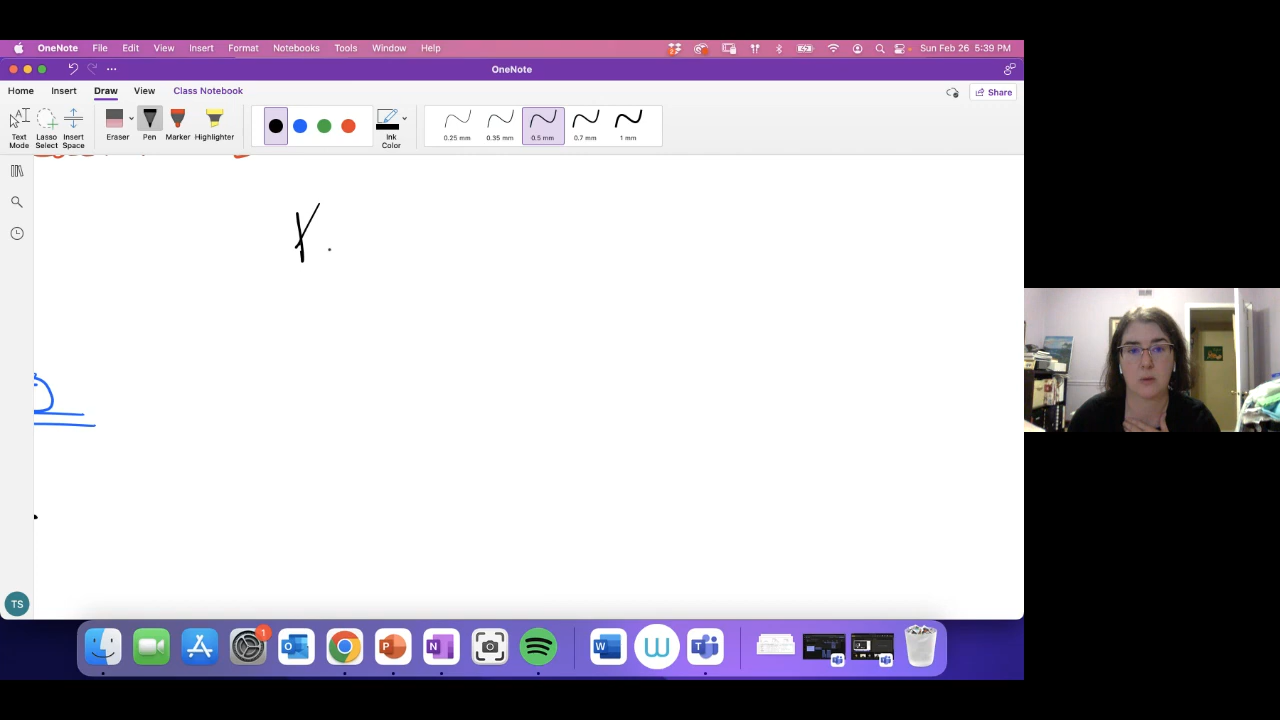 OneNote File Edit View Insert Format Notebooks Tools Window Help Sun Feb 26 5:39 PM
OneNote
Home Insert Draw View Class Notebook Share
Text Mode Lasso Select Insert Space Eraser Pen Marker Highlighter Ink Color 0.25 mm 0.35 mm 0.5 mm 0.7 mm 1 mm
TS
1